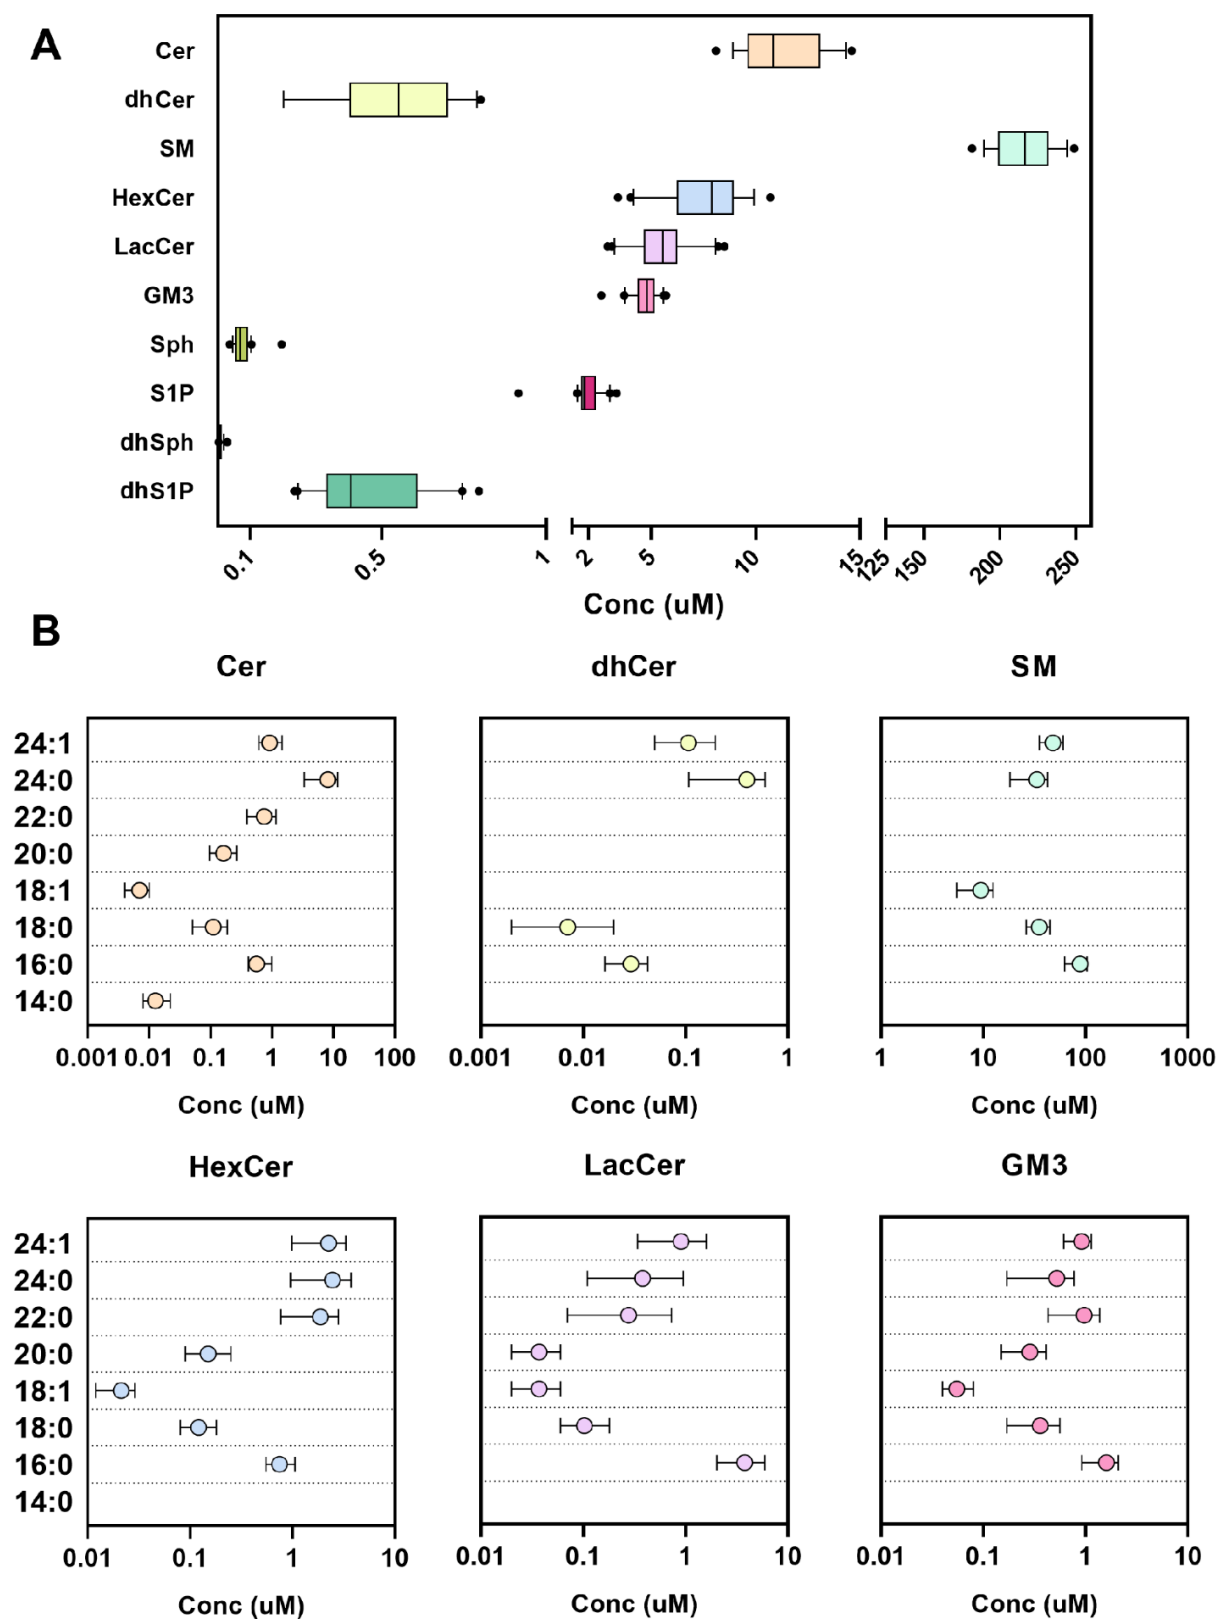 A
Cer
dhCer
SM
HexCer
LacCer
GM3
Sph
S1P
dhSph
dhS1P
0.1 0.5 1 2 5 10 15 125 150 200 250
Conc (uM)
B
Cer dhCer SM
24:1
24:0
22:0
20:0
18:1
18:0
16:0
14:0
0.001 0.01 0.1 1 10 100 0.001 0.01 0.1 1 1 10 100 1000
Conc (uM) Conc (uM) Conc (uM)
HexCer LacCer GM3
24:1
24:0
22:0
20:0
18:1
18:0
16:0
14:0
0.01 0.1 1 10 0.01 0.1 1 10 0.01 0.1 1 10
Conc (uM) Conc (uM) Conc (uM)